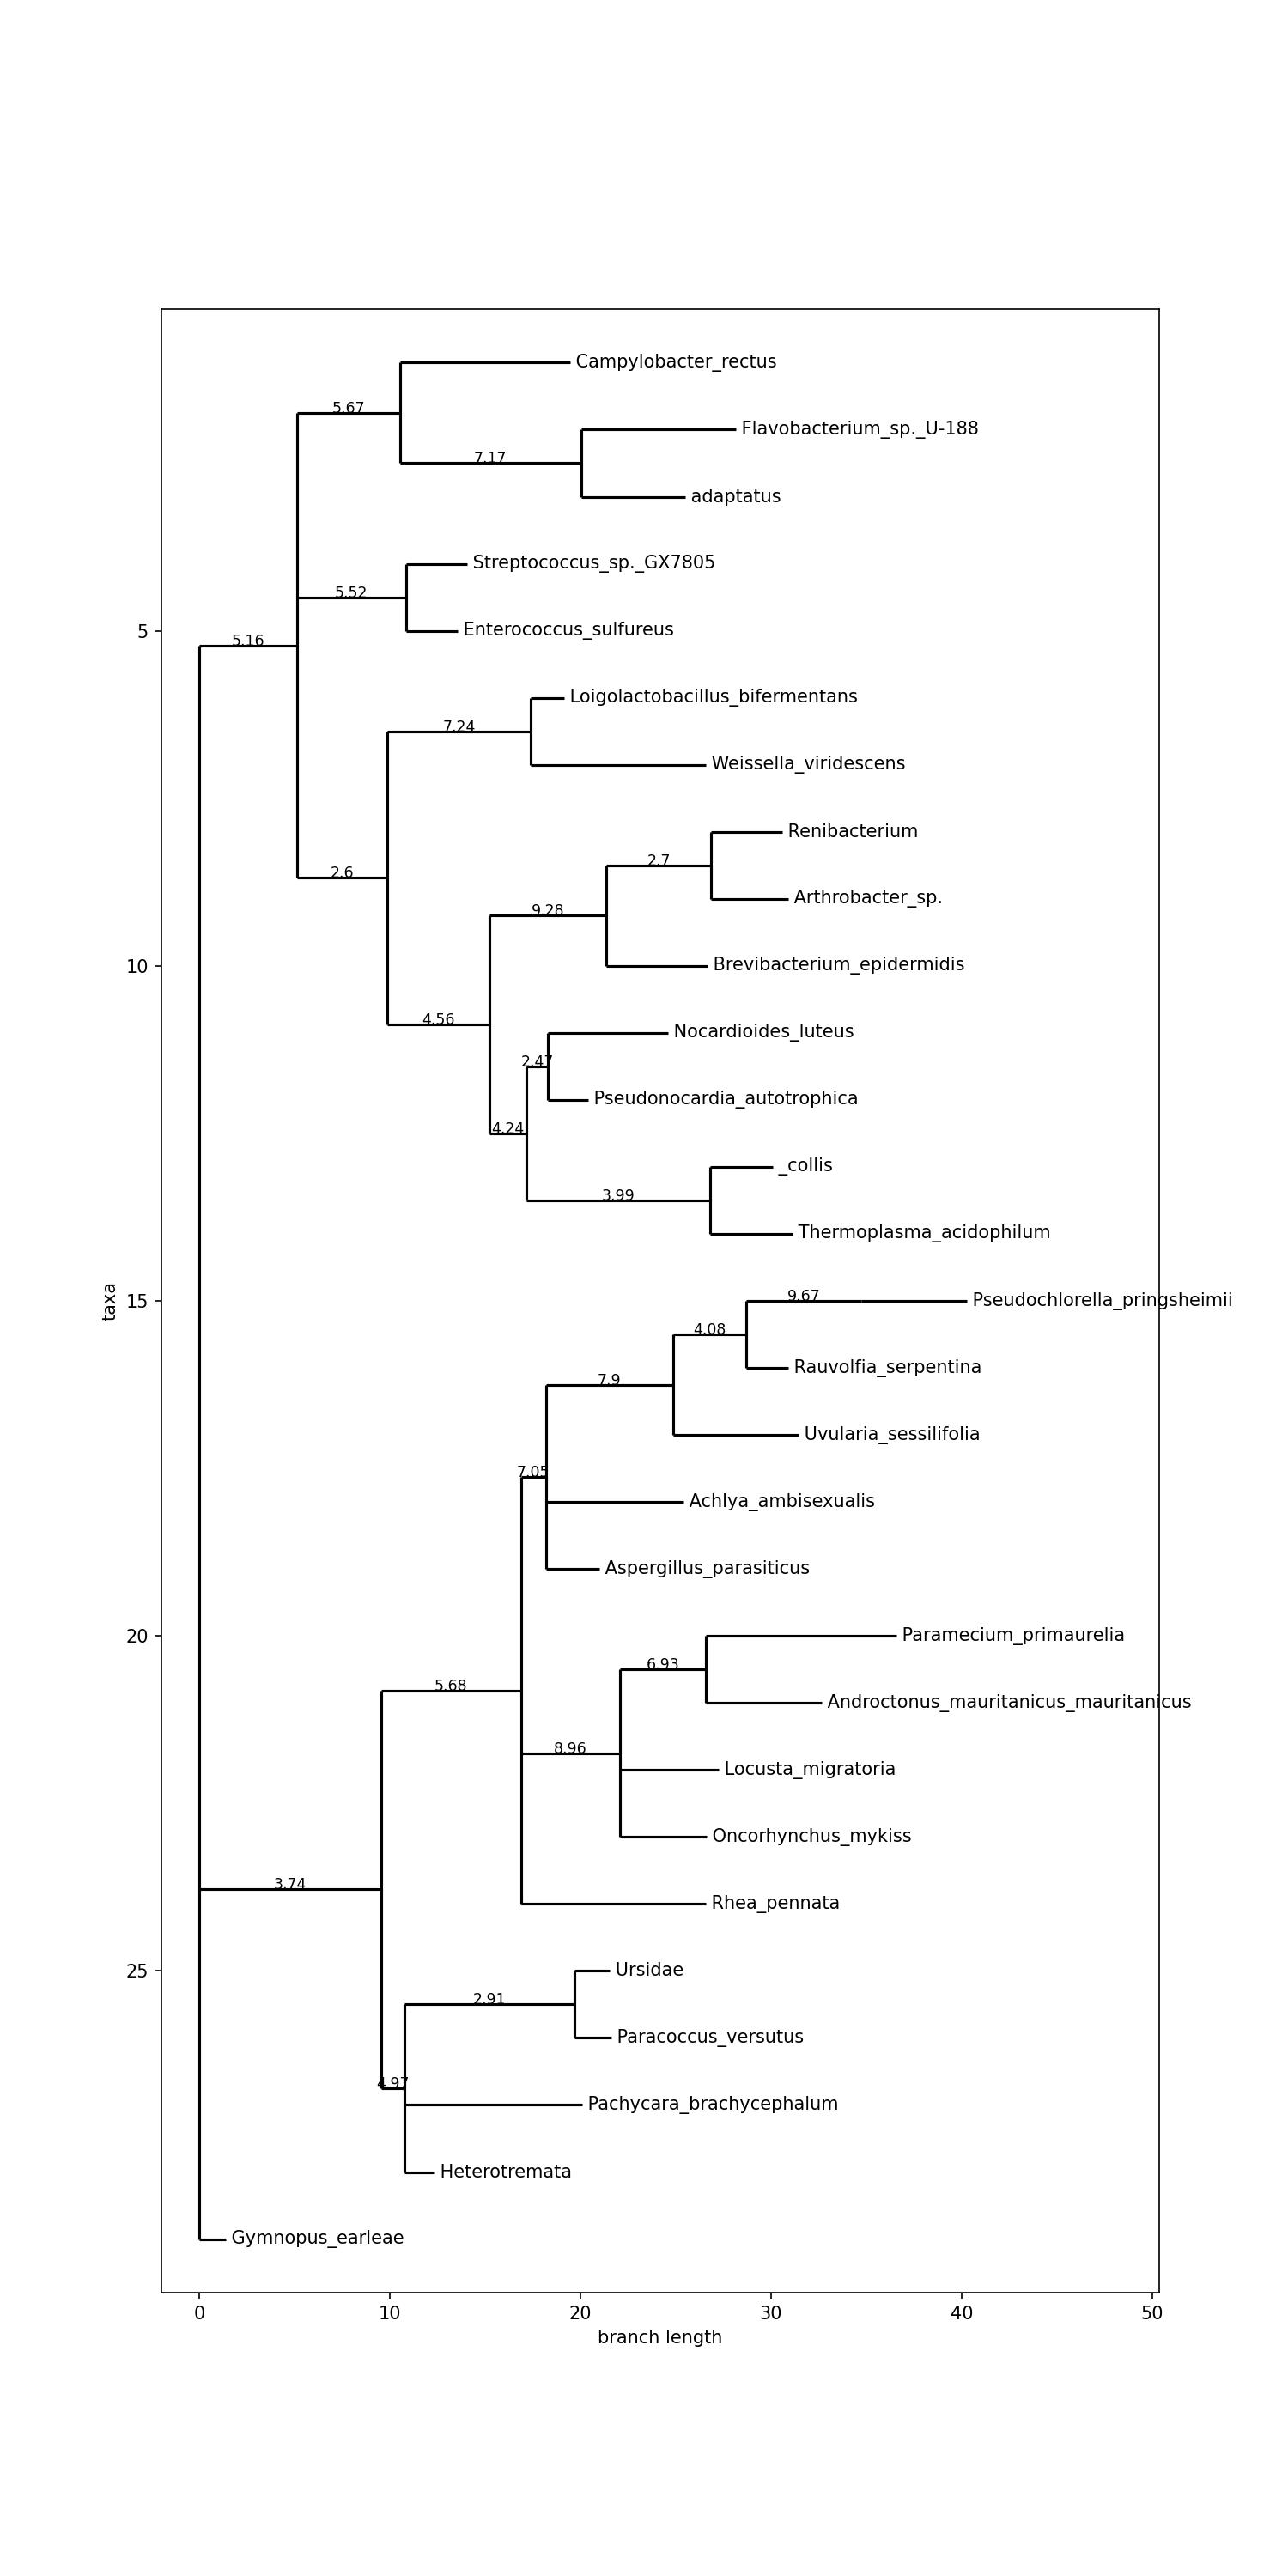 Campylobacter_rectus
5.67
Flavobacterium_sp._U-188
7.17
adaptatus
Streptococcus_sp._GX7805
5.52
Enterococcus_sulfureus
5
5.16
Loigolactobacillus_bifermentans
7.24
Weissella_viridescens
Renibacterium
2.7
2.6
Arthrobacter_sp.
9.28
Brevibacterium_epidermidis
10
4.56
Nocardioides_luteus
2.47
Pseudonocardia_autotrophica
4.24
_collis
3.99
Thermoplasma_acidophilum
taxa
15
9.67
Pseudochlorella_pringsheimii
4.08
Rauvolfia_serpentina
7.9
Uvularia_sessilifolia
7.05
Achlya_ambisexualis
Aspergillus_parasiticus
20
Paramecium_primaurelia
6.93
5.68
Androctonus_mauritanicus_mauritanicus
8.96
Locusta_migratoria
Oncorhynchus_mykiss
3.74
Rhea_pennata
25
Ursidae
2.91
Paracoccus_versutus
4.97
Pachycara_brachycephalum
Heterotremata
Gymnopus_earleae
0 10 20 30 40 50
branch length